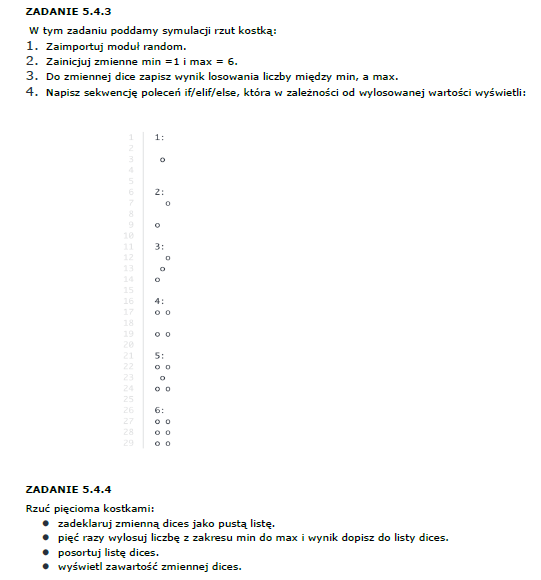 ZADANIE 5.4.3
W tym zadaniu poddamy symulacji rzut kostką:
1. Zaimportuj moduł random.
2. Zainicjuj zmienne min =1 i max = 6.
3. Do zmiennej dice zapisz wynik losowania liczby między min, a max.
4. Napisz sekwencję poleceń if/elif/else, która w zależności od wylosowanej wartości wyświetli:
1 1:
2
3 o
4
5
6 2:
7 o
8
9 o
10
11 3:
12 o
13 o
14 o
15
16 4:
17 o o
18
19 o o
20
21 5:
22 o o
23 o
24 o o
25
26 6:
27 o o
28 o o
29 o o
ZADANIE 5.4.4
Rzuć pięcioma kostkami:
● zadeklaruj zmienną dices jako pustą listę.
● pięć razy wylosuj liczbę z zakresu min do max i wynik dopisz do listy dices.
● posortuj listę dices.
● wyświetl zawartość zmiennej dices.